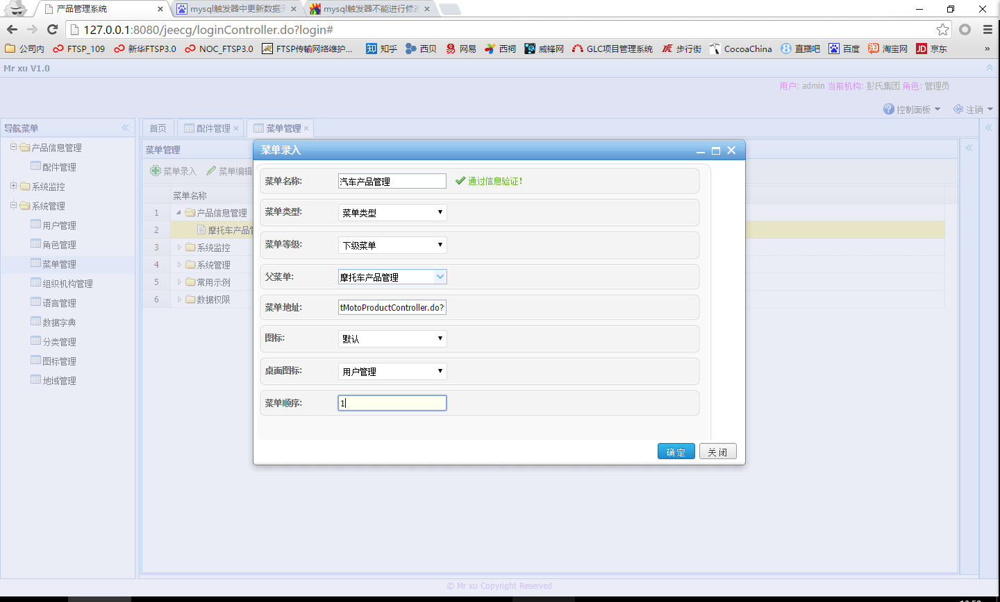 产品管理系统
mysql触发器中更新数据
mysql触发器不能进行修
127.0.0.1:8080/jeecg/loginController.do?login#
公司内 FTSP_109 新华FTSP3.0 NOC_FTSP3.0 FTSP传输网络维护... 知乎 西贝 网易 西祠 威锋网 GLC项目管理系统 步行街 CocoaChina 直播吧 百度 淘宝网 京东 »
Mr xu V1.0
用户: admin 当前机构: 彭氏集团 角色: 管理员
控制面板 注销
导航菜单
产品信息管理
配件管理
系统监控
系统管理
用户管理
角色管理
菜单管理
组织机构管理
语言管理
数据字典
分类管理
图标管理
地域管理
首页 配件管理 菜单管理
菜单管理
菜单录入 菜单编辑
菜单名称
1 产品信息管理
2 摩托车产品
3 系统监控
4 系统管理
5 常用示例
6 数据权限
菜单录入
菜单名称: 汽车产品管理 通过信息验证!
菜单类型: 菜单类型
菜单等级: 下级菜单
父菜单: 摩托车产品管理
菜单地址: tMotoProductController.do?
图标: 默认
桌面图标: 用户管理
菜单顺序: 1
确定 关闭
© Mr xu Copyright Reserved